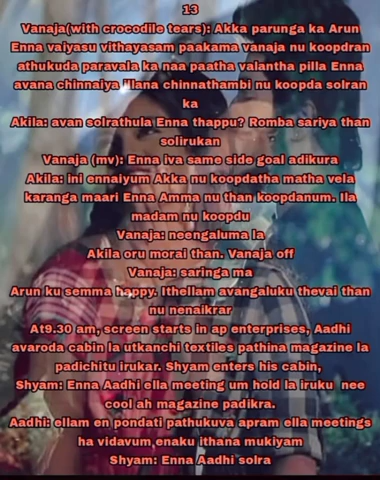 13
Vanaja(with crocodile tears): Akka parunga ka Arun
Enna vaiyasu vithayasam paakama vanaja nu koopdran
athukuda paravala ka naa paatha valantha pilla Enna
avana chinnaiya "lana chinnathambi nu koopda solran
ka
Akila: avan solrathula Enna thappu? Romba sariya than
solirukan
Vanaja (mv): Enna iva same side goal adikura
Akila: ini ennaiyum Akka nu koopdatha matha vela
karanga maari Enna Amma nu than koopdanum. Ila
madam nu koopdu
Vanaja: neengaluma la
Akila oru morai than. Vanaja off
Vanaja: saringa ma
Arun ku semma happy. Ithellam avangaluku thevai than
nu nenaikrar
At9.30 am, screen starts in ap enterprises, Aadhi
avaroda cabin la utkanchi textiles pathina magazine la
padichitu irukar. Shyam enters his cabin,
Shyam: Enna Aadhi ella meeting um hold la iruku nee
cool ah magazine padikra.
Aadhi: ellam en pondati pathukuva apram ella meetings
ha vidavum,enaku ithana mukiyam
Shyam: Enna Aadhi solra